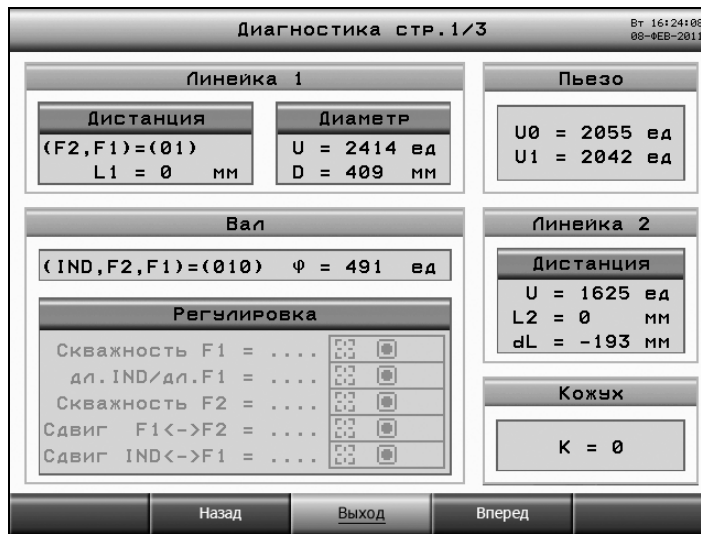 Диагностика стр.1/3
Вт 16:24:08
08-ФЕВ-2011
Линейка 1
Дистанция
(F2,F1)=(01)
L1 = 0 мм
Диаметр
U = 2414 ед
D = 409 мм
Пьезо
U0 = 2055 ед
U1 = 2042 ед
Вал
(IND,F2,F1)=(010) φ = 491 ед
Регулировка
Скважность F1 = ....
дл.IND/дл.F1 = ....
Скважность F2 = ....
Сдвиг F1<->F2 = ....
Сдвиг IND<->F1 = ....
Линейка 2
Дистанция
U = 1625 ед
L2 = 0 мм
dL = -193 мм
Кожух
K = 0
Назад
Выход
Вперед